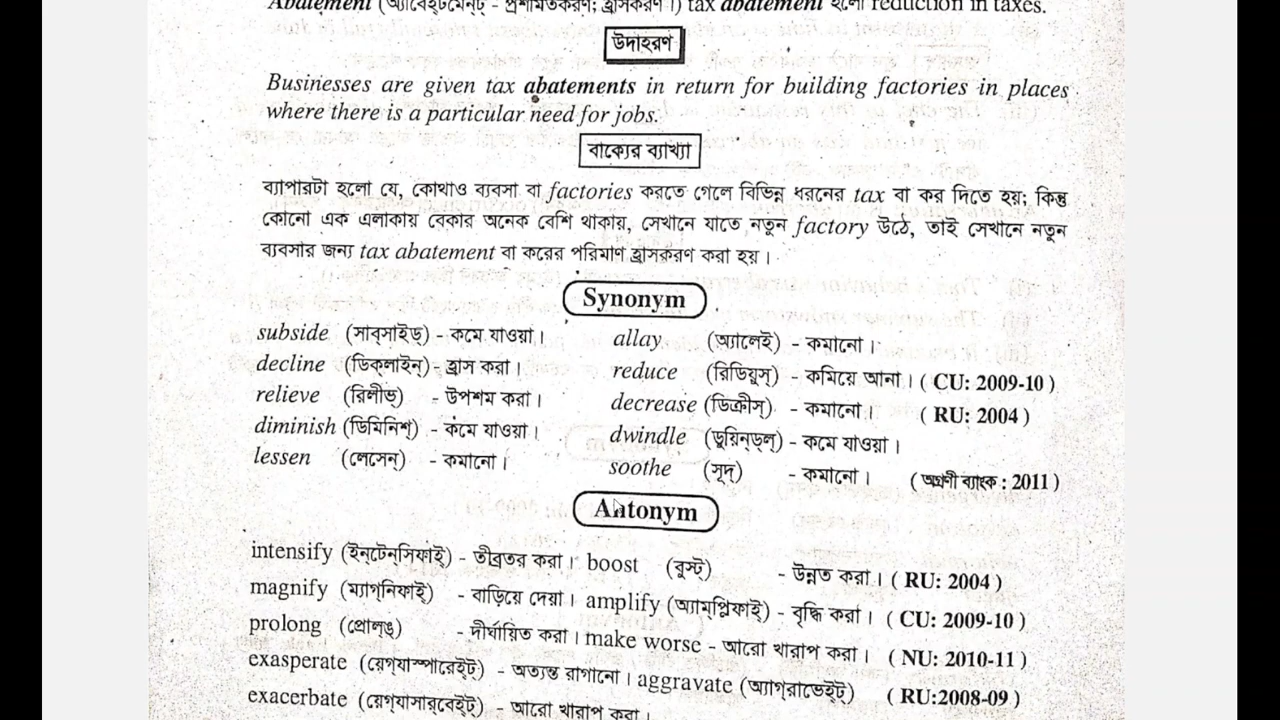 Abatement (অ্যাবেইটমেন্ট্ - প্রশমিতকরণ; হ্রাসকরণ।) tax abatement হলো reduction in taxes.
উদাহরণ
Businesses are given tax abatements in return for building factories in places
where there is a particular need for jobs.
বাক্যের ব্যাখ্যা
ব্যাপারটা হলো যে, কোথাও ব্যবসা বা factories করতে গেলে বিভিন্ন ধরনের tax বা কর দিতে হয়; কিন্তু
কোনো এক এলাকায় বেকার অনেক বেশি থাকায়, সেখানে যাতে নতুন factory উঠে, তাই সেখানে নতুন
ব্যবসার জন্য tax abatement বা করের পরিমাণ হ্রাসকরণ করা হয়।
Synonym
subside (সাব্‌সাইড্) - কমে যাওয়া। allay (অ্যালেই) - কমানো।
decline (ডিক্‌লাইন্) - হ্রাস করা। reduce (রিডিয়ুস্) - কমিয়ে আনা। ( CU: 2009-10 )
relieve (রিলীভ্) - উপশম করা। decrease (ডিক্রীস্) - কমানো। ( RU: 2004 )
diminish (ডিমিনিশ্) - কমে যাওয়া। dwindle (ডুয়িন্‌ড্‌ল্) - কমে যাওয়া।
lessen (লেসেন্) - কমানো। soothe (সূদ্) - কমানো। ( অগ্রণী ব্যাংক : 2011 )
Antonym
intensify (ইন্‌টেন্‌সিফাই্) - তীব্রতর করা। boost (বুস্ট্) - উন্নত করা। ( RU: 2004 )
magnify (ম্যাগ্‌নিফাই্) - বাড়িয়ে দেয়া। amplify (অ্যাম্‌প্লিফাই) - বৃদ্ধি করা। ( CU: 2009-10 )
prolong (প্রোলঙ্) - দীর্ঘায়িত করা। make worse - আরো খারাপ করা। ( NU: 2010-11 )
exasperate (য়েগ্‌যাস্পারেইট্) - অত্যন্ত রাগানো। aggravate (অ্যাগ্‌রাভেইট্) ( RU:2008-09 )
exacerbate (য়েগ্‌যাসার্‌বেইট্) - আরো খারাপ করা।